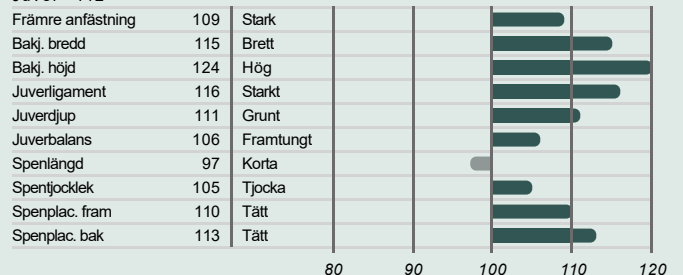 Främre anfästning 109 Stark
Bakj. bredd 115 Brett
Bakj. höjd 124 Hög
Juverligament 116 Starkt
Juverdjup 111 Grunt
Juverbalans 106 Framtungt
Spenlängd 97 Korta
Spentjocklek 105 Tjocka
Spenplac. fram 110 Tätt
Spenplac. bak 113 Tätt
80 90 100 110 120